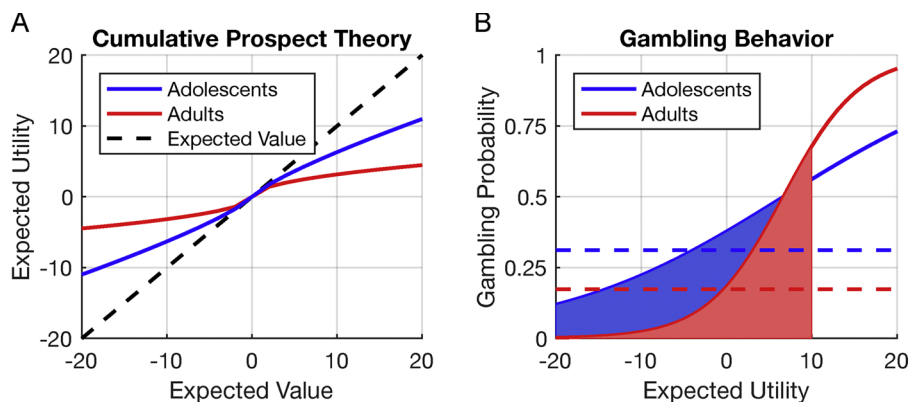 A
Cumulative Prospect Theory
20
10
0
-10
-20
Expected Utility
Adolescents
Adults
Expected Value
-20
-10
0
10
20
Expected Value
B
Gambling Behavior
1
0.75
0.5
0.25
0
Gambling Probability
Adolescents
Adults
-20
-10
0
10
20
Expected Utility